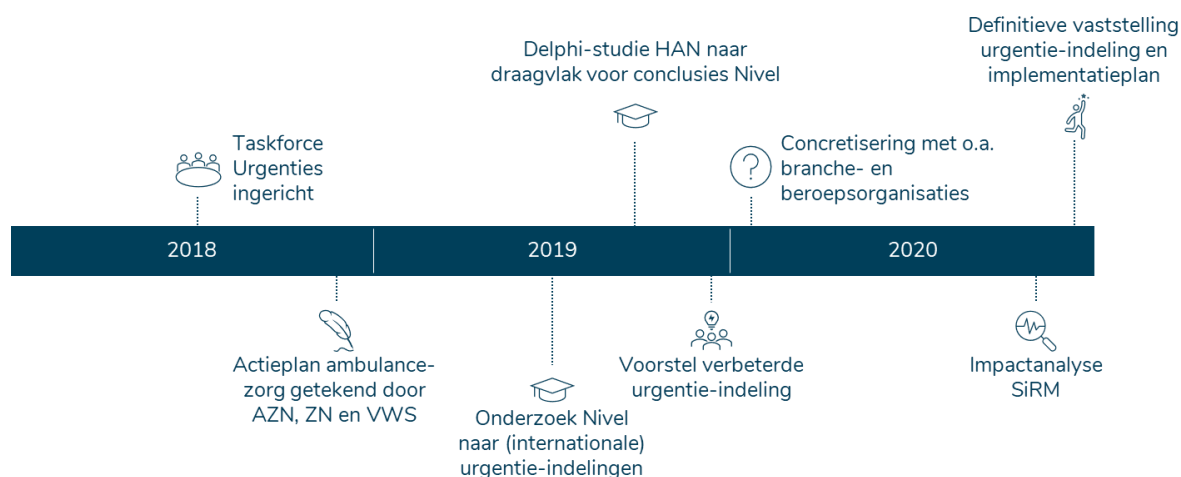 Definitieve vaststelling
urgentie-indeling en
implementatieplan
Delphi-studie HAN naar
draagvlak voor conclusies Nivel
Taskforce
Urgenties
ingericht
Concretisering met o.a.
branche- en
beroepsorganisaties
2018
2019
2020
Actieplan ambulance-
zorg getekend door
AZN, ZN en VWS
Onderzoek Nivel
naar (internationale)
urgentie-indelingen
Voorstel verbeterde
urgentie-indeling
Impactanalyse
SiRM